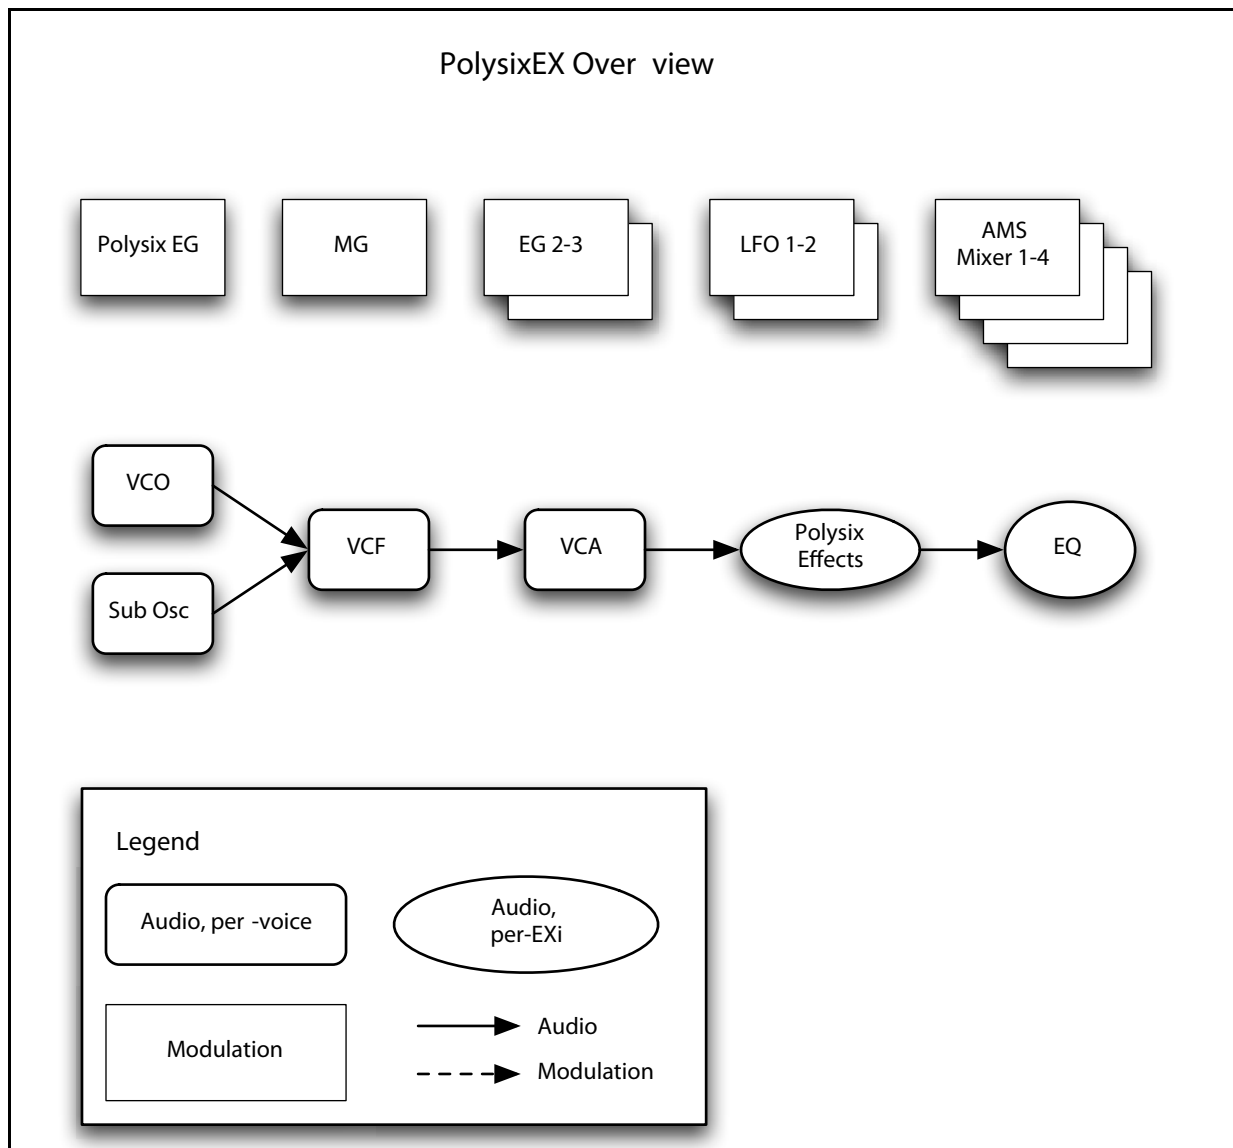 PolysixEX Over view
Polysix EG
MG
EG 2-3
LFO 1-2
AMS
Mixer 1-4
VCO
Sub Osc
VCF
VCA
Polysix
Effects
EQ
Legend
Audio, per -voice
Audio,
per-EXi
Modulation
Audio
Modulation